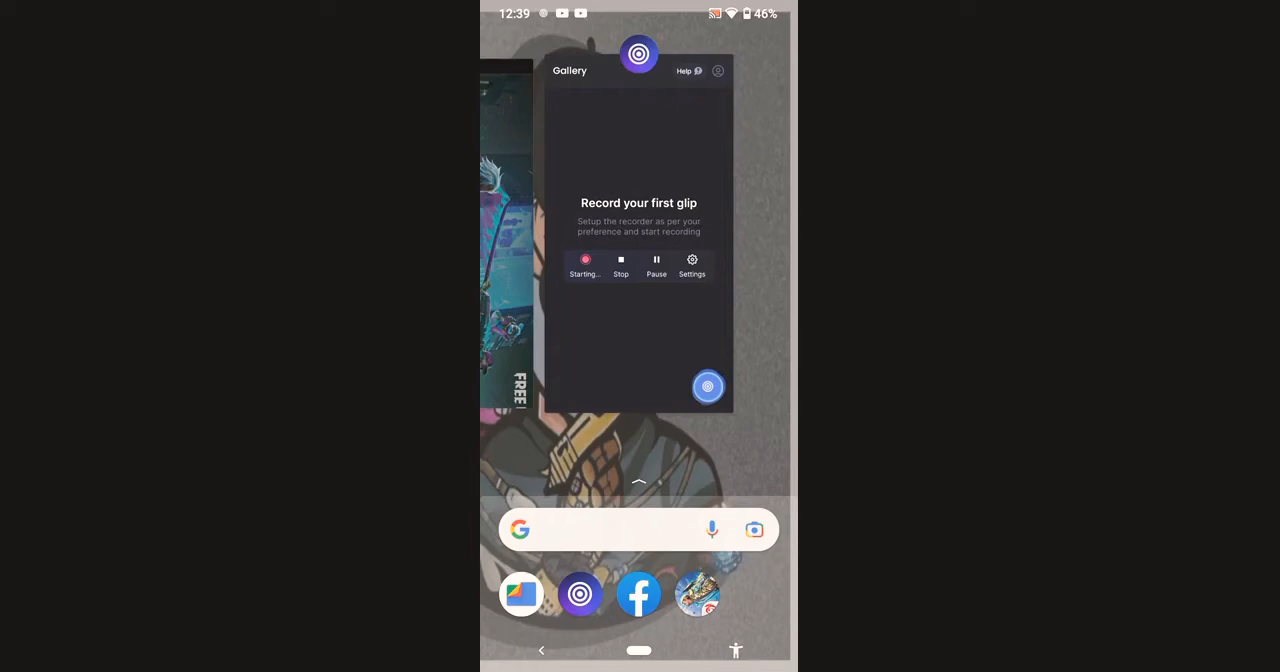 12:39
46%
Gallery
Help
Record your first glip
Setup the recorder as per your
preference and start recording
Starting...
Stop
Pause
Settings
FREE